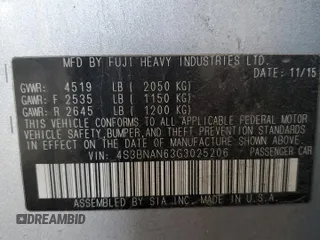 MFD BY FUJI HEAVY INDUSTRIES LTD.
DATE: 11/15
GVWR: 4519 LB ( 2050 KG)
GAWR: F 2535 LB ( 1150 KG)
GAWR: R 2645 LB ( 1200 KG)
THIS VEHICLE CONFORMS TO ALL APPLICABLE FEDERAL MOTOR
VEHICLE SAFETY, BUMPER, AND THEFT PREVENTION STANDARDS
IN EFFECT ON THE DATE OF MANUFACTURE SHOWN ABOVE.
VIN: 4S3BNAN63G3025206 PASSENGER CAR
ASSEMBLED BY SIA INC. MADE IN U.S.A.
DREAMBID